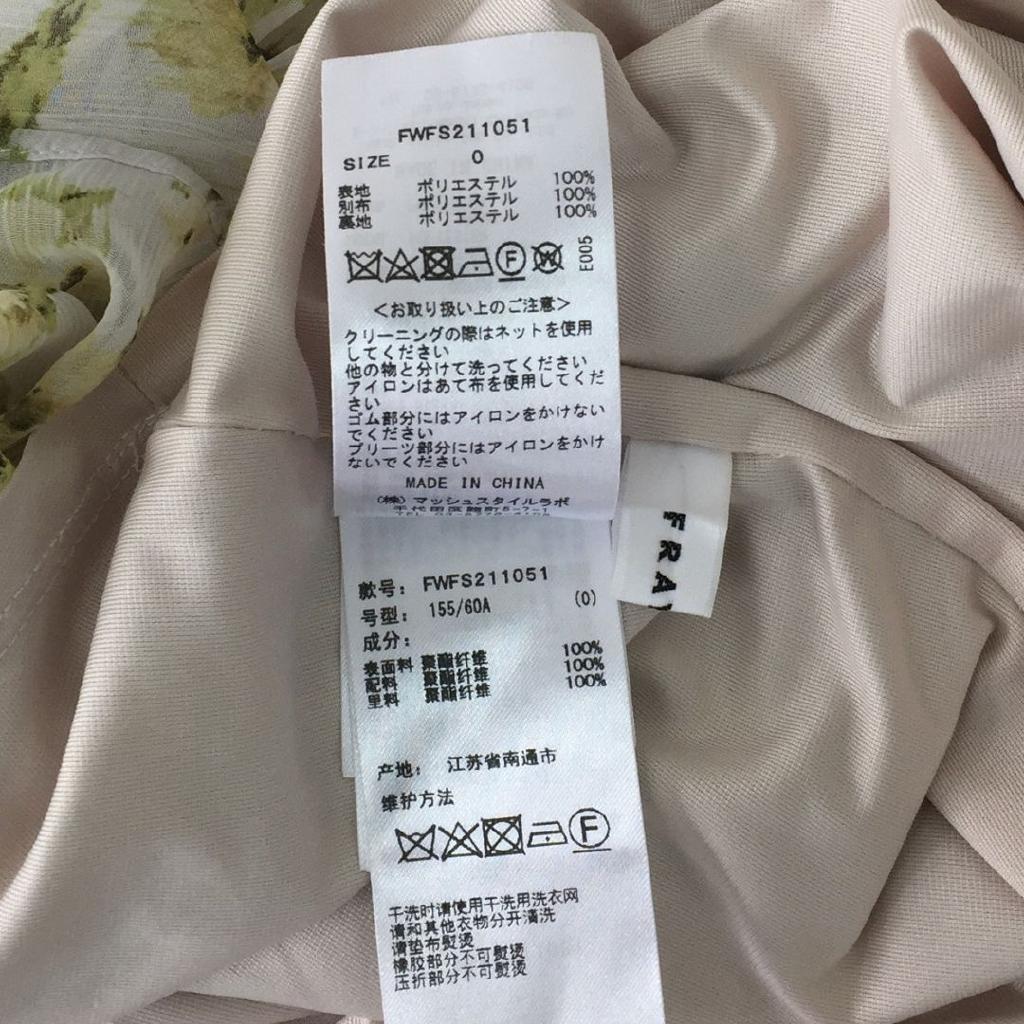 FWFS211051
SIZE 0
表地 ポリエステル 100%
別布 ポリエステル 100%
裏地 ポリエステル 100%
F W E005
<お取り扱い上のご注意>
クリーニングの際はネットを使用
してください
他の物と分けて洗ってください
アイロンはあて布を使用してくだ
さい
ゴム部分にはアイロンをかけない
でください
プリーツ部分にはアイロンをかけ
ないでください
MADE IN CHINA
(株)マッシュスタイルラボ
千代田区麹町5-7-1
FRA
款号: FWFS211051
号型: 155/60A (0)
成分:
表面料 聚酯纤维 100%
配料 聚酯纤维 100%
里料 聚酯纤维 100%
产地: 江苏省南通市
维护方法
F
干洗时请使用干洗用洗衣网
请和其他衣物分开清洗
请垫布熨烫
橡胶部分不可熨烫
压折部分不可熨烫